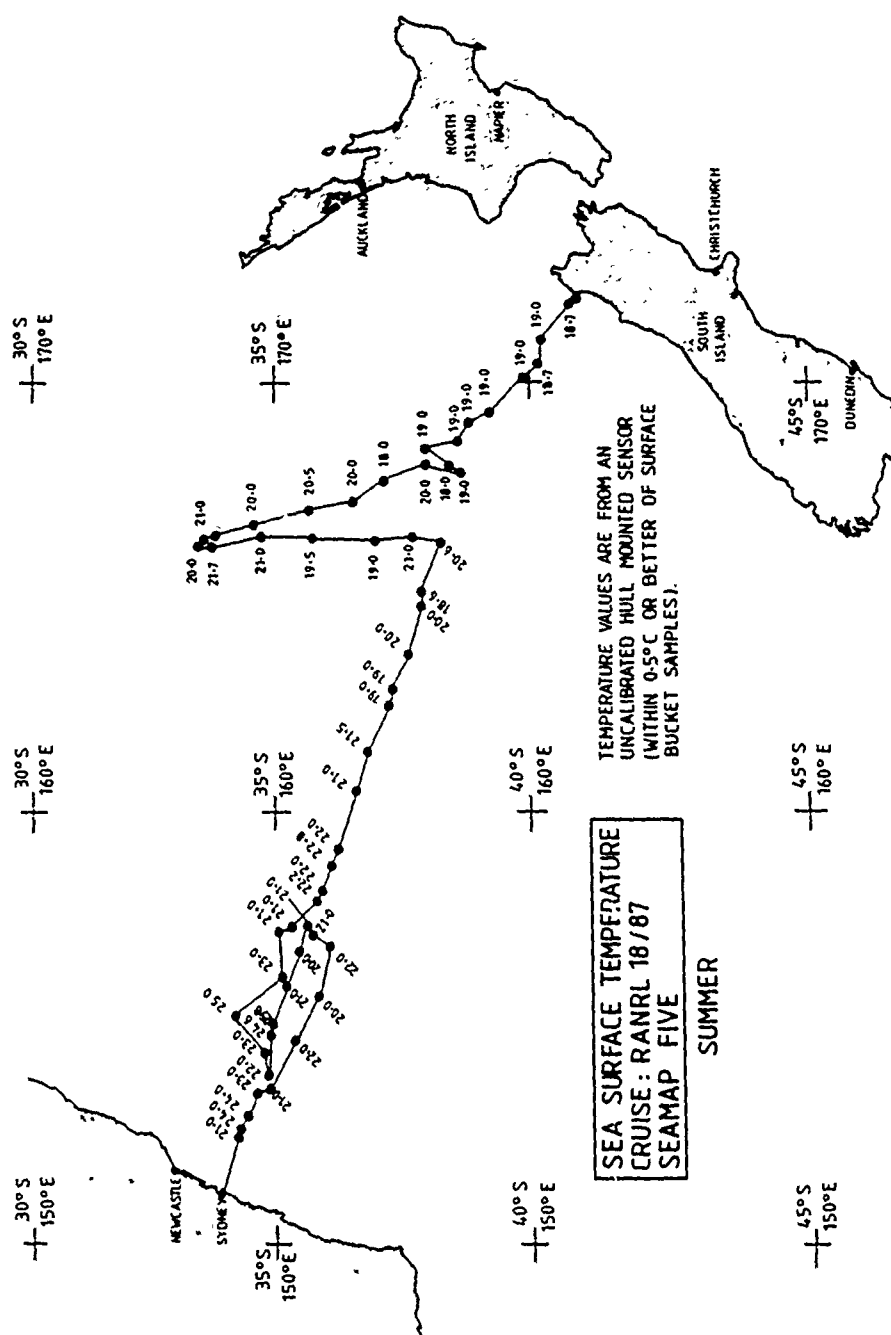 30°S
150°E
30°S
160°E
30°S
170°E
NEWCASTLE
SYDNEY
35°S
150°E
35°S
160°E
35°S
170°E
AUCKLAND
NORTH
ISLAND
NAPIER
21·0
24·0
24·0
23·0
22·0
23·0
24·6
25·0
23·0
21·0
21·0
21·0
21·0
22·0
20·0
22·0
21·0
20·0
21·0
22·2
22·0
22·8
22·0
21·0
21·5
19·0
19·0
20·0
20·0
18·6
20·6
21·0
19·0
19·5
21·0
21·7
20·0
21·0
20·0
20·5
20·0
18·0
20·0
18·0
19·0
19·0
19·0
19·0
19·0
19·0
18·7
19·0
18·7
40°S
150°E
40°S
160°E
SEA SURFACE TEMPERATURE
CRUISE: RANRL 18/87
SEAMAP FIVE
SUMMER
TEMPERATURE VALUES ARE FROM AN
UNCALIBRATED HULL MOUNTED SENSOR
(WITHIN 0·5°C OR BETTER OF SURFACE
BUCKET SAMPLES).
SOUTH
ISLAND
CHRISTCHURCH
45°S
150°E
45°S
160°E
45°S
170°E
DUNEDIN